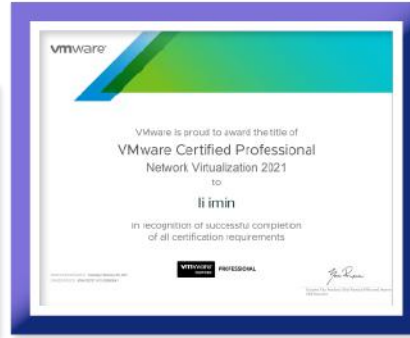 vmware
VMware is proud to award the title of
VMware Certified Professional
Network Virtualization 2021
to
li imin
in recognition of successful completion
of all certification requirements
vmware
PROFESSIONAL